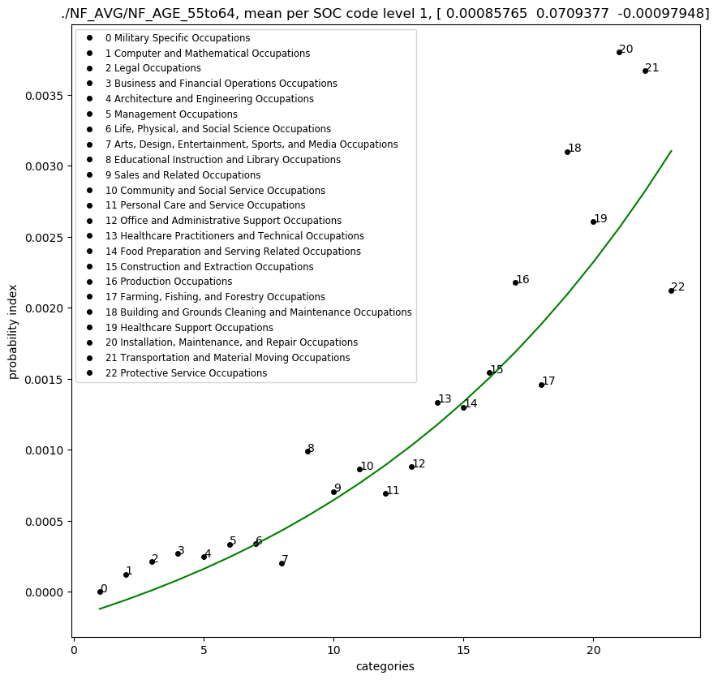 ./NF_AVG/NF_AGE_55to64, mean per SOC code level 1, [ 0.00085765 0.0709377 -0.00097948]
0 Military Specific Occupations
1 Computer and Mathematical Occupations
2 Legal Occupations
3 Business and Financial Operations Occupations
4 Architecture and Engineering Occupations
5 Management Occupations
6 Life, Physical, and Social Science Occupations
7 Arts, Design, Entertainment, Sports, and Media Occupations
8 Educational Instruction and Library Occupations
9 Sales and Related Occupations
10 Community and Social Service Occupations
11 Personal Care and Service Occupations
12 Office and Administrative Support Occupations
13 Healthcare Practitioners and Technical Occupations
14 Food Preparation and Serving Related Occupations
15 Construction and Extraction Occupations
16 Production Occupations
17 Farming, Fishing, and Forestry Occupations
18 Building and Grounds Cleaning and Maintenance Occupations
19 Healthcare Support Occupations
20 Installation, Maintenance, and Repair Occupations
21 Transportation and Material Moving Occupations
22 Protective Service Occupations
probability index
0.0035
0.0030
0.0025
0.0020
0.0015
0.0010
0.0005
0.0000
0
1
2
3
4
5
6
7
8
9
10
11
12
13
14
15
16
17
18
19
20
21
22
0 5 10 15 20
categories